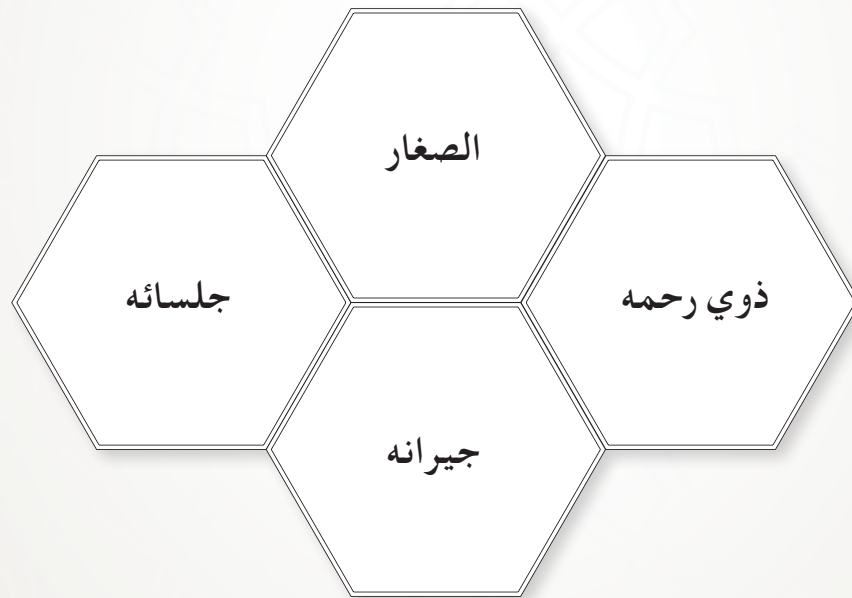 الصغار
ذوي رحمه
جلسائه
جيرانه